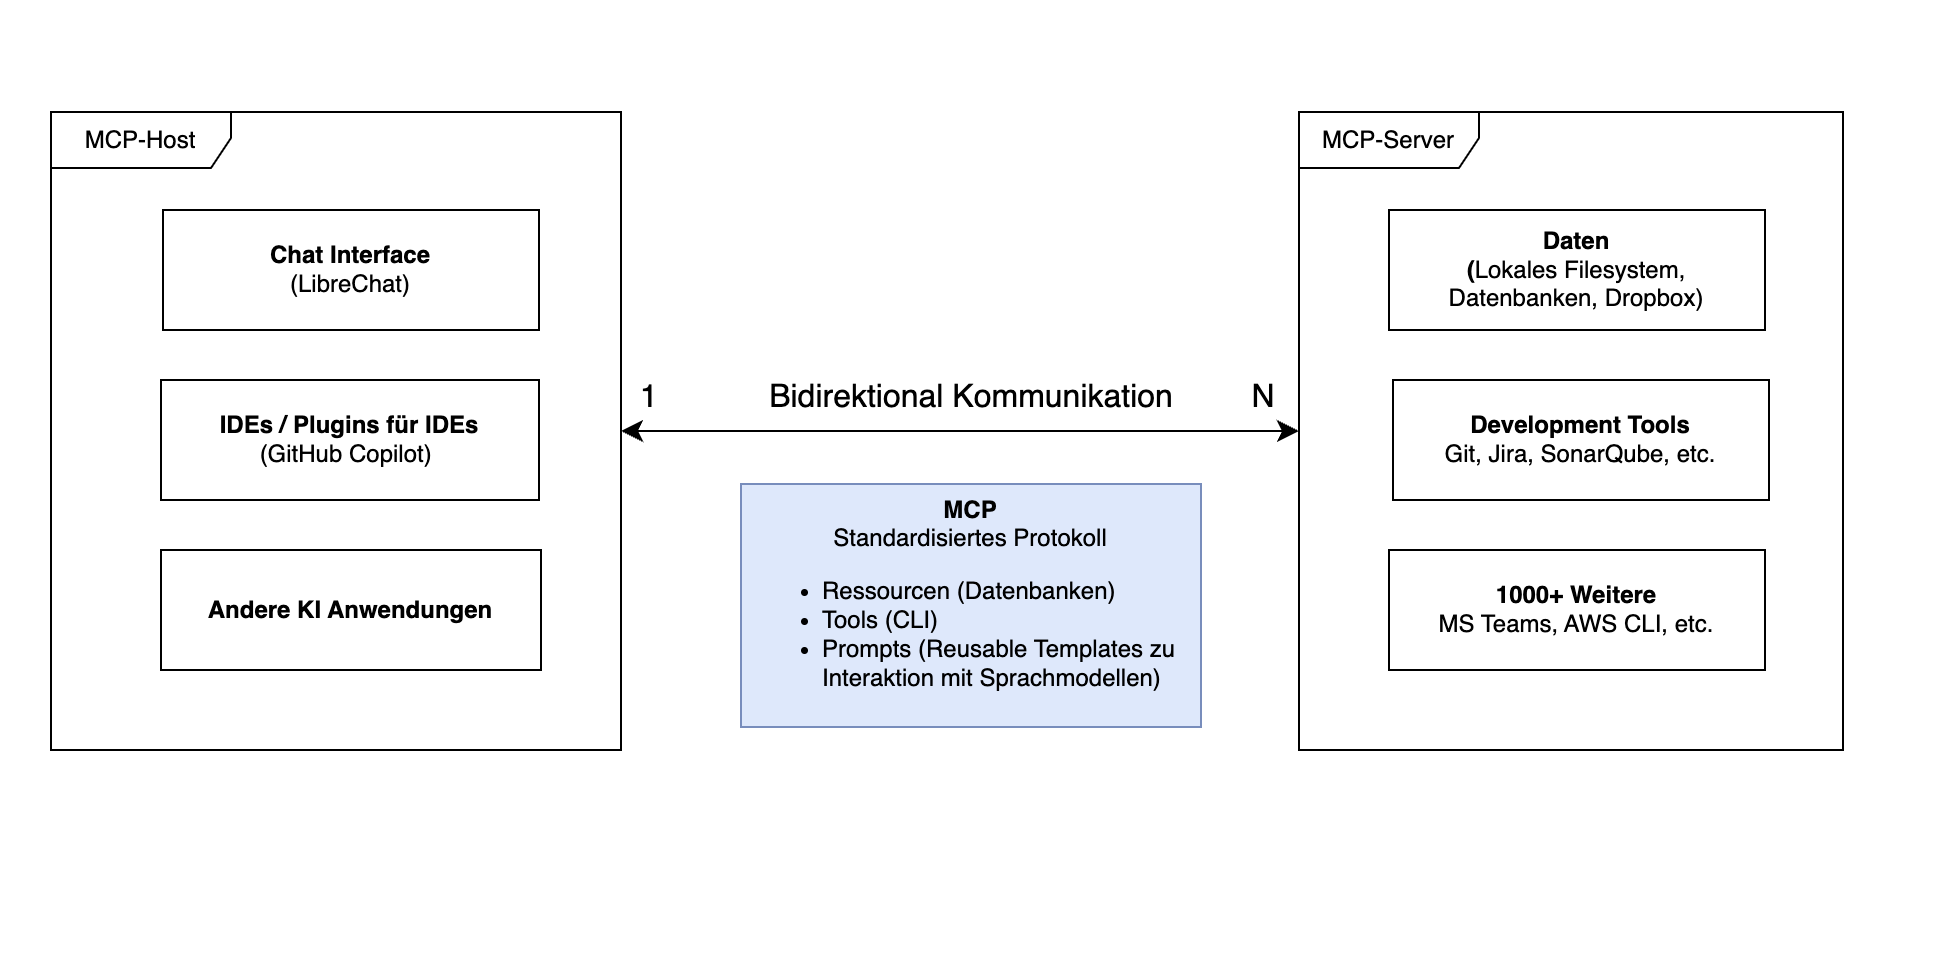 MCP-Host
Chat Interface
(LibreChat)
IDEs / Plugins für IDEs
(GitHub Copilot)
Andere KI Anwendungen
1
Bidirektional Kommunikation
N
MCP
Standardisiertes Protokoll
• Ressourcen (Datenbanken)
• Tools (CLI)
• Prompts (Reusable Templates zu
Interaktion mit Sprachmodellen)
MCP-Server
Daten
(Lokales Filesystem,
Datenbanken, Dropbox)
Development Tools
Git, Jira, SonarQube, etc.
1000+ Weitere
MS Teams, AWS CLI, etc.